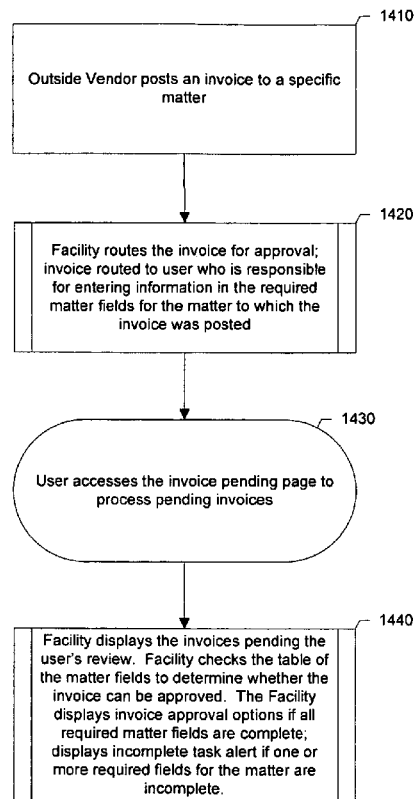 1410
Outside Vendor posts an invoice to a specific
matter
1420
Facility routes the invoice for approval;
invoice routed to user who is responsible
for entering information in the required
matter fields for the matter to which the
invoice was posted
1430
User accesses the invoice pending page to
process pending invoices
1440
Facility displays the invoices pending the
user's review. Facility checks the table of
the matter fields to determine whether the
invoice can be approved. The Facility
displays invoice approval options if all
required matter fields are complete;
displays incomplete task alert if one or
more required fields for the matter are
incomplete.